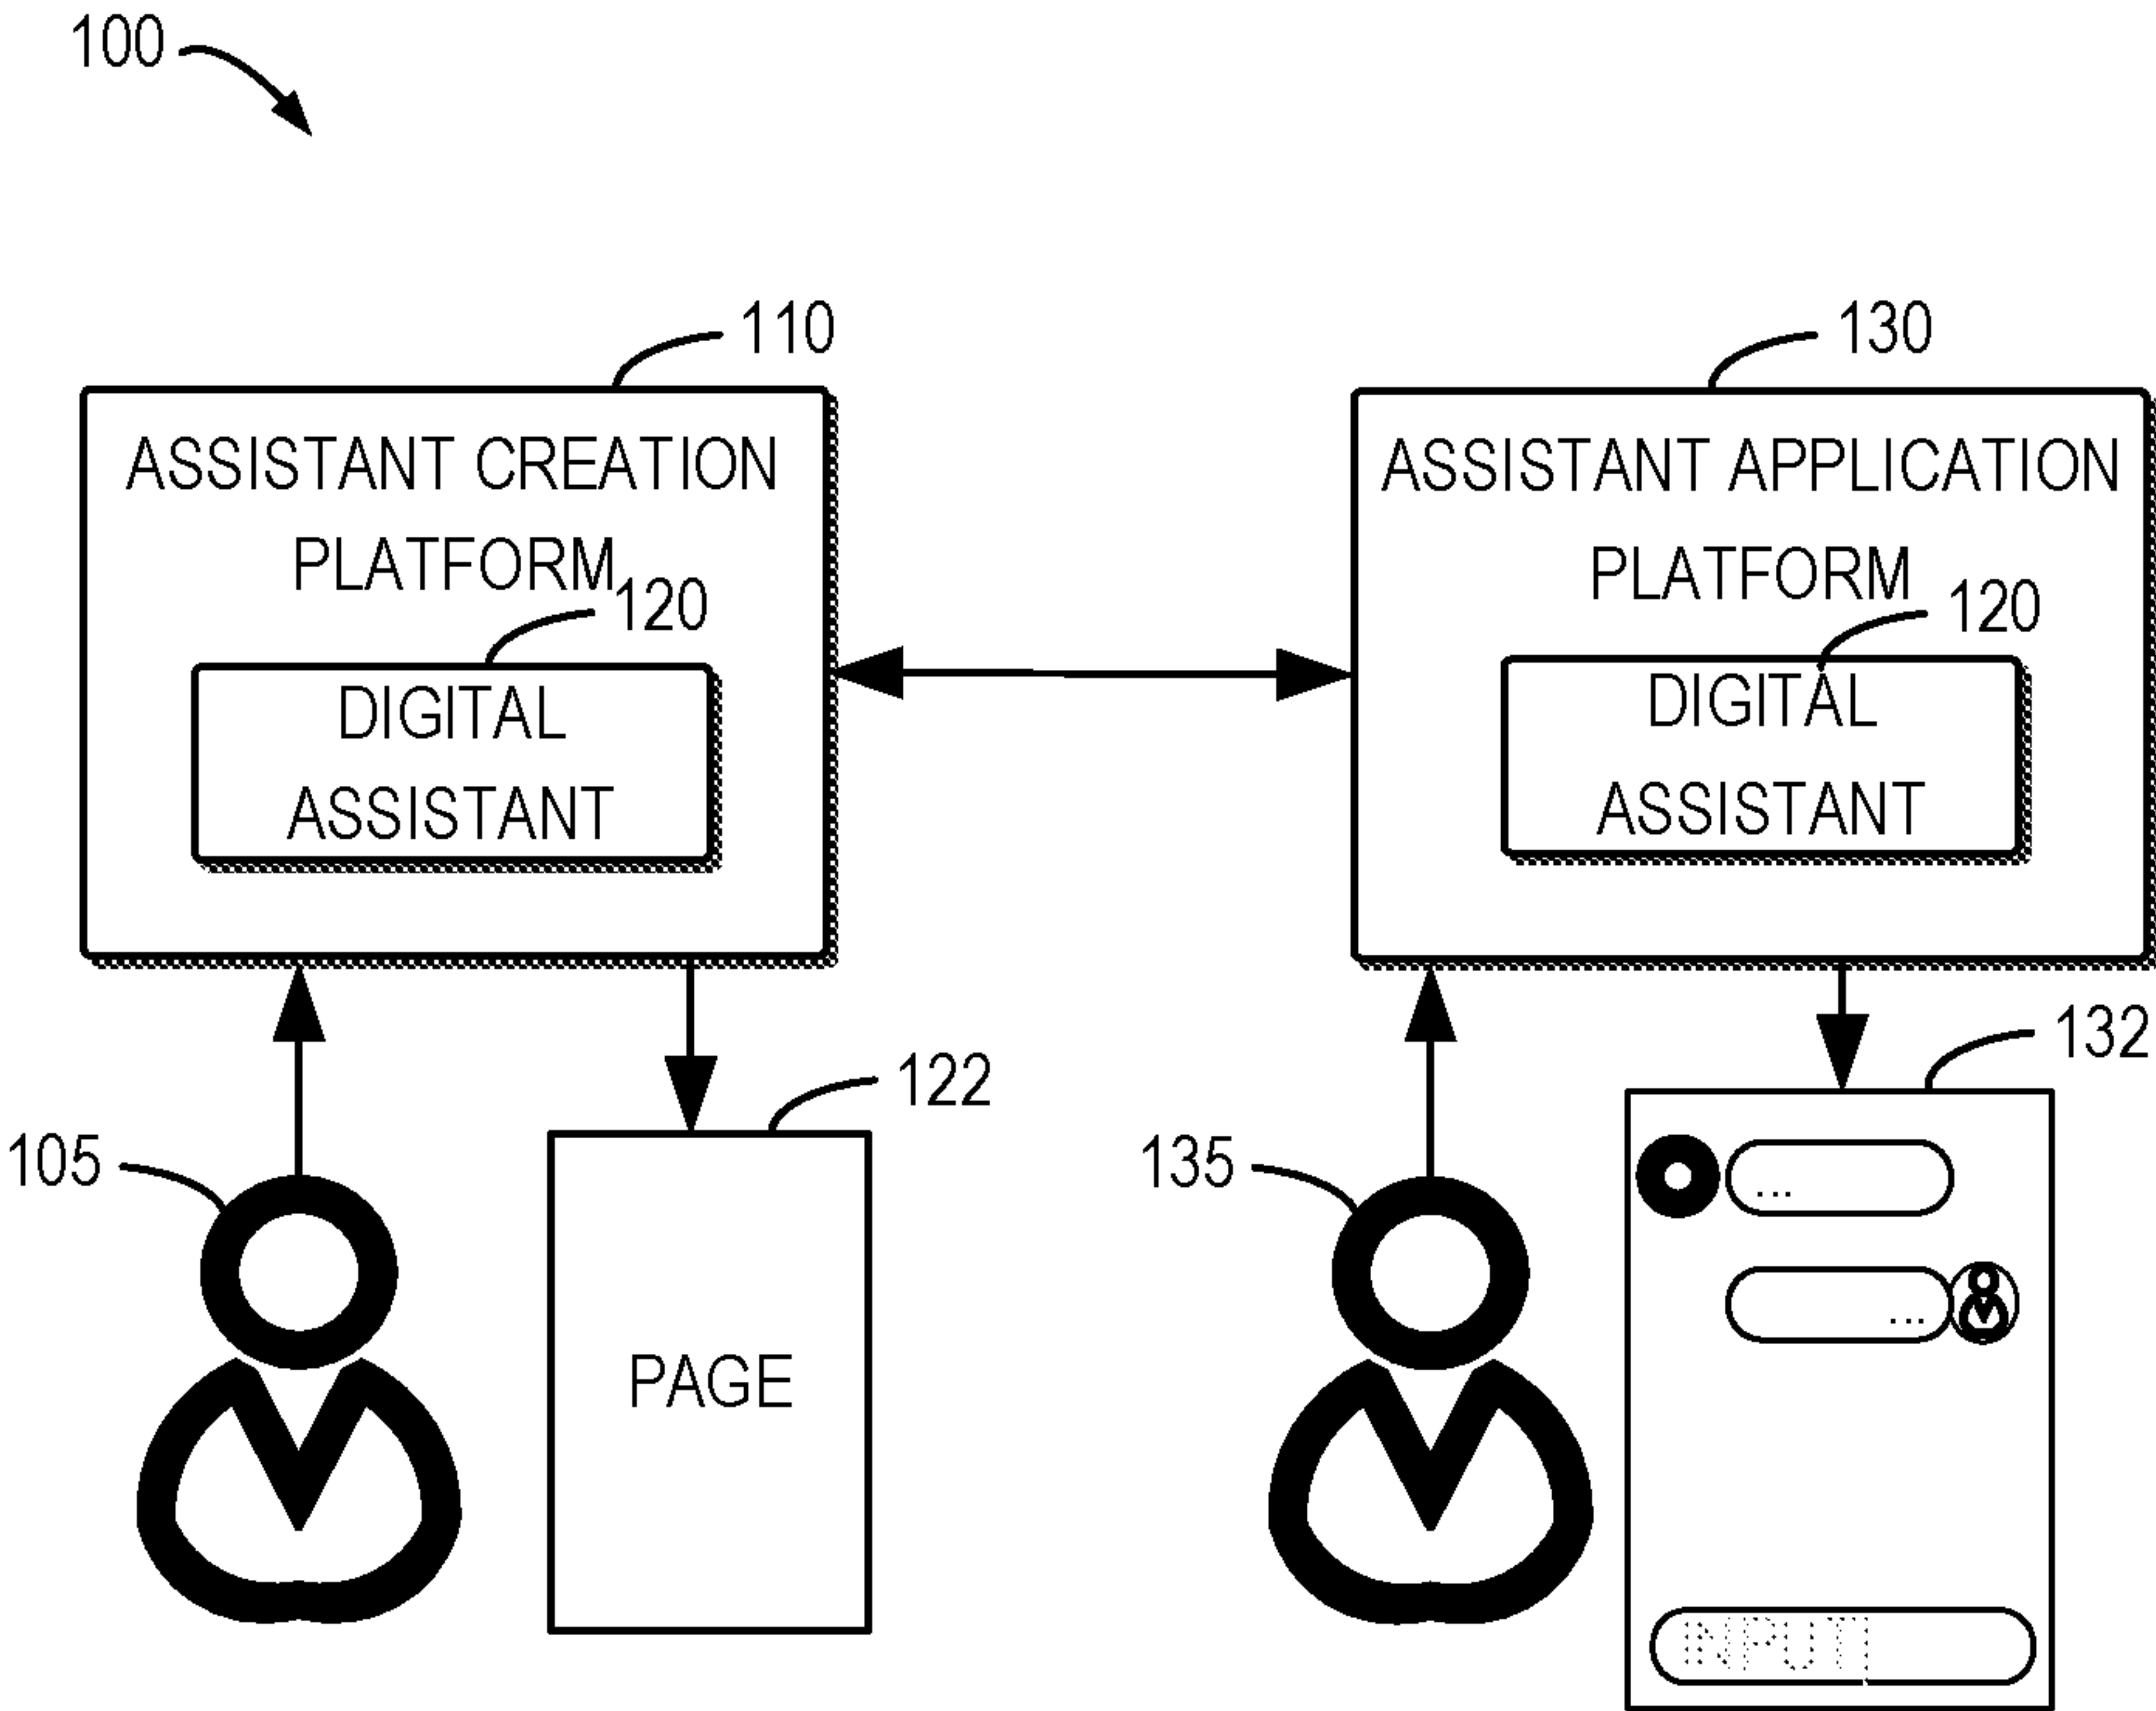 100
110
130
ASSISTANT CREATION
PLATFORM
120
DIGITAL
ASSISTANT
ASSISTANT APPLICATION
PLATFORM
120
DIGITAL
ASSISTANT
105
122
PAGE
135
132
...
...
INPUT